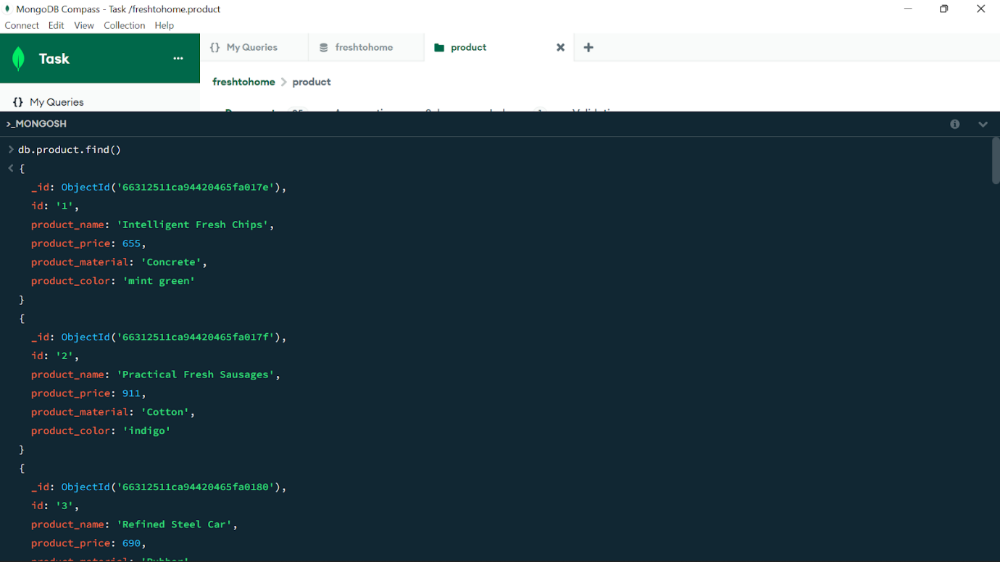 MongoDB Compass - Task /freshtohome.product
Connect Edit View Collection Help
Task
{} My Queries
freshtohome
product
freshtohome > product
{} My Queries
>_MONGOSH
> db.product.find()
< {
_id: ObjectId('66312511ca94420465fa017e'),
id: '1',
product_name: 'Intelligent Fresh Chips',
product_price: 655,
product_material: 'Concrete',
product_color: 'mint green'
}
{
_id: ObjectId('66312511ca94420465fa017f'),
id: '2',
product_name: 'Practical Fresh Sausages',
product_price: 911,
product_material: 'Cotton',
product_color: 'indigo'
}
{
_id: ObjectId('66312511ca94420465fa0180'),
id: '3',
product_name: 'Refined Steel Car',
product_price: 690,
product_material: 'Rubber'